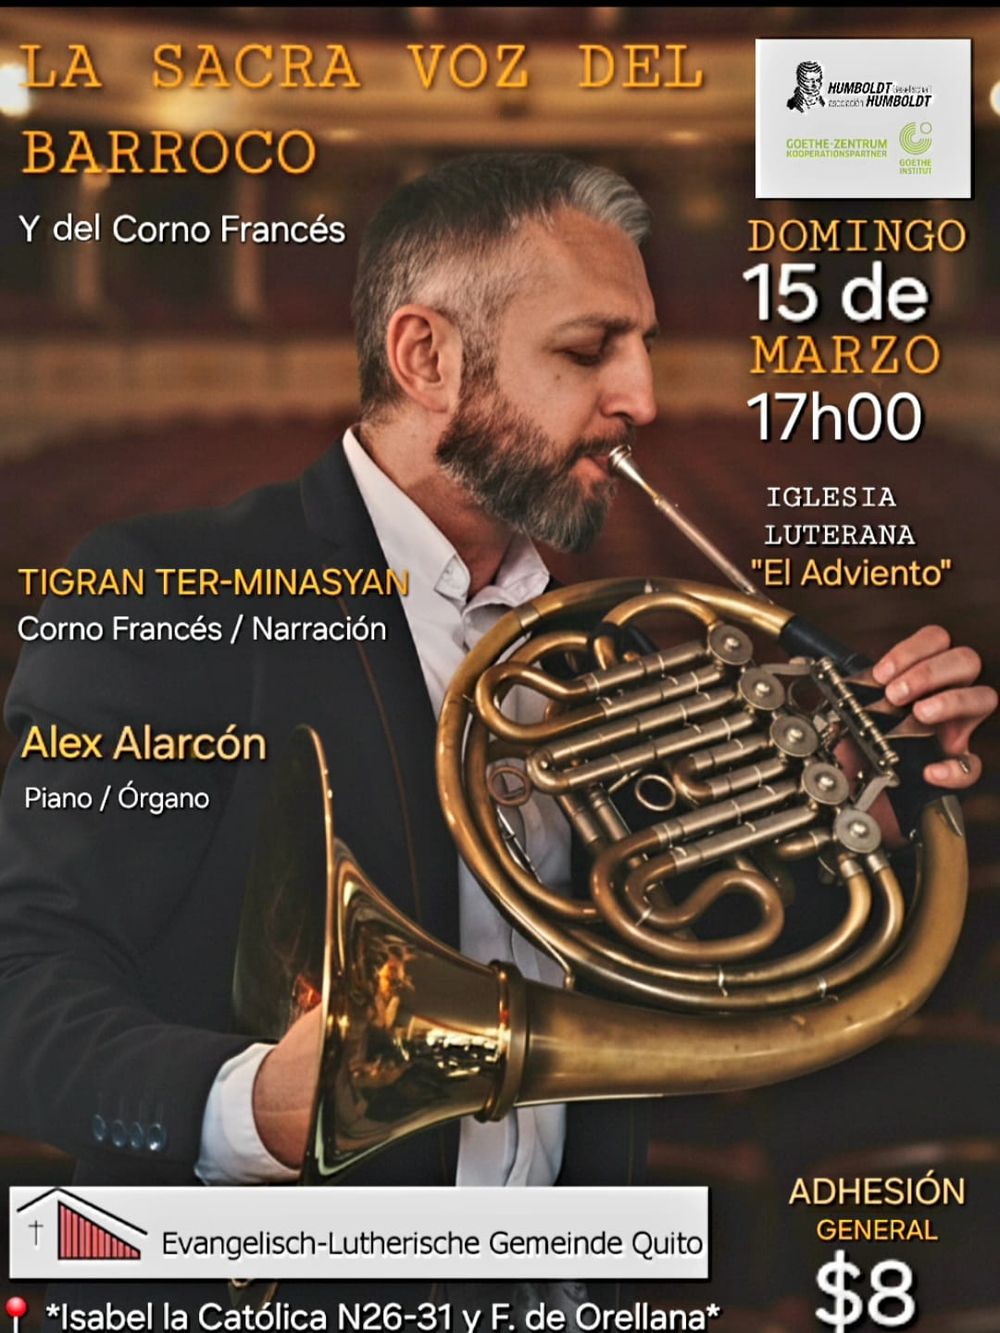 LA SACRA VOZ DEL
BARROCO
Y del Corno Francés
HUMBOLDT Gesellschaft
asociación HUMBOLDT
GOETHE-ZENTRUM
KOOPERATIONSPARTNER
GOETHE
INSTITUT
DOMINGO
15 de
MARZO
17h00
IGLESIA
LUTERANA
"El Adviento"
TIGRAN TER-MINASYAN
Corno Francés / Narración
Alex Alarcón
Piano / Órgano
Evangelisch-Lutherische Gemeinde Quito
*Isabel la Católica N26-31 y F. de Orellana*
ADHESIÓN
GENERAL
$8